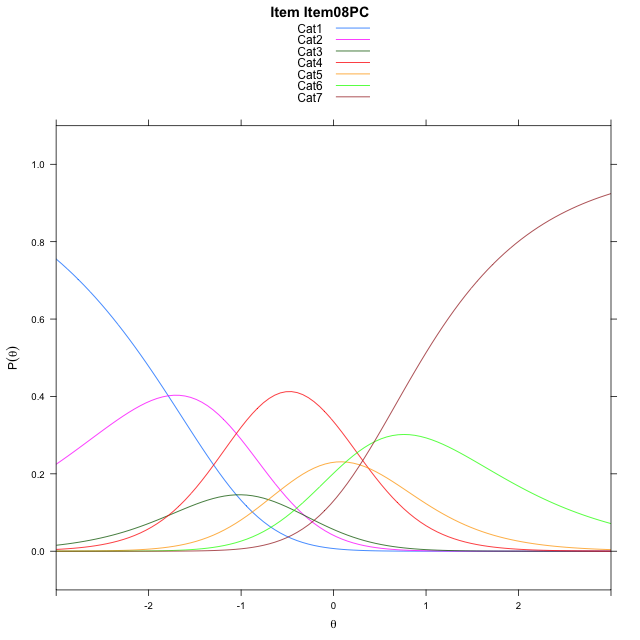 Item Item08PC
Cat1
Cat2
Cat3
Cat4
Cat5
Cat6
Cat7
1.0
0.8
0.6
0.4
0.2
0.0
P(θ)
-2 -1 0 1 2
θ